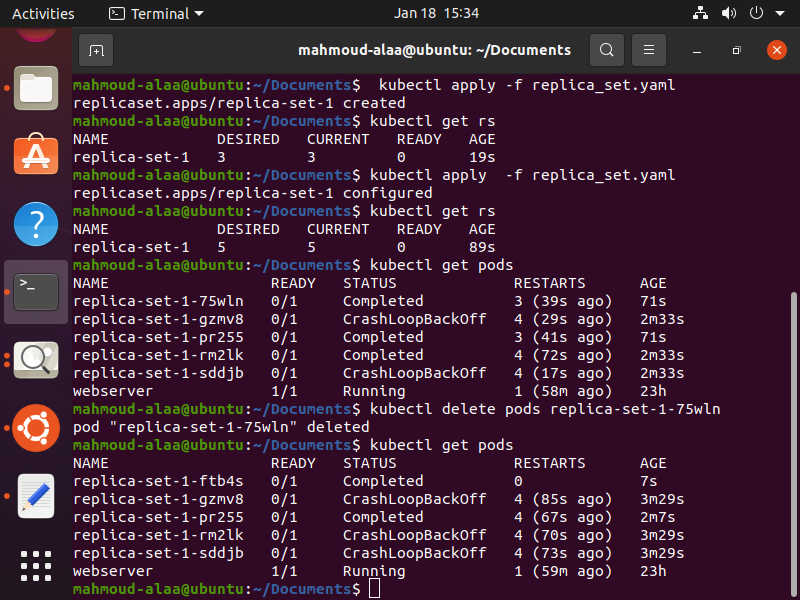 Activities Terminal Jan 18 15:34
mahmoud-alaa@ubuntu: ~/Documents
mahmoud-alaa@ubuntu:~/Documents$  kubectl apply -f replica_set.yaml
replicaset.apps/replica-set-1 created
mahmoud-alaa@ubuntu:~/Documents$ kubectl get rs
NAME            DESIRED   CURRENT   READY   AGE
replica-set-1   3         3         0       19s
mahmoud-alaa@ubuntu:~/Documents$ kubectl apply  -f replica_set.yaml
replicaset.apps/replica-set-1 configured
mahmoud-alaa@ubuntu:~/Documents$ kubectl get rs
NAME            DESIRED   CURRENT   READY   AGE
replica-set-1   5         5         0       89s
mahmoud-alaa@ubuntu:~/Documents$ kubectl get pods
NAME                  READY   STATUS             RESTARTS      AGE
replica-set-1-75wln   0/1     Completed          3 (39s ago)   71s
replica-set-1-gzmv8   0/1     CrashLoopBackOff   4 (29s ago)   2m33s
replica-set-1-pr255   0/1     Completed          3 (41s ago)   71s
replica-set-1-rm2lk   0/1     Completed          4 (72s ago)   2m33s
replica-set-1-sddjb   0/1     CrashLoopBackOff   4 (17s ago)   2m33s
webserver             1/1     Running            1 (58m ago)   23h
mahmoud-alaa@ubuntu:~/Documents$ kubectl delete pods replica-set-1-75wln
pod "replica-set-1-75wln" deleted
mahmoud-alaa@ubuntu:~/Documents$ kubectl get pods
NAME                  READY   STATUS             RESTARTS      AGE
replica-set-1-ftb4s   0/1     Completed          0             7s
replica-set-1-gzmv8   0/1     CrashLoopBackOff   4 (85s ago)   3m29s
replica-set-1-pr255   0/1     Completed          4 (67s ago)   2m7s
replica-set-1-rm2lk   0/1     CrashLoopBackOff   4 (70s ago)   3m29s
replica-set-1-sddjb   0/1     CrashLoopBackOff   4 (73s ago)   3m29s
webserver             1/1     Running            1 (59m ago)   23h
mahmoud-alaa@ubuntu:~/Documents$